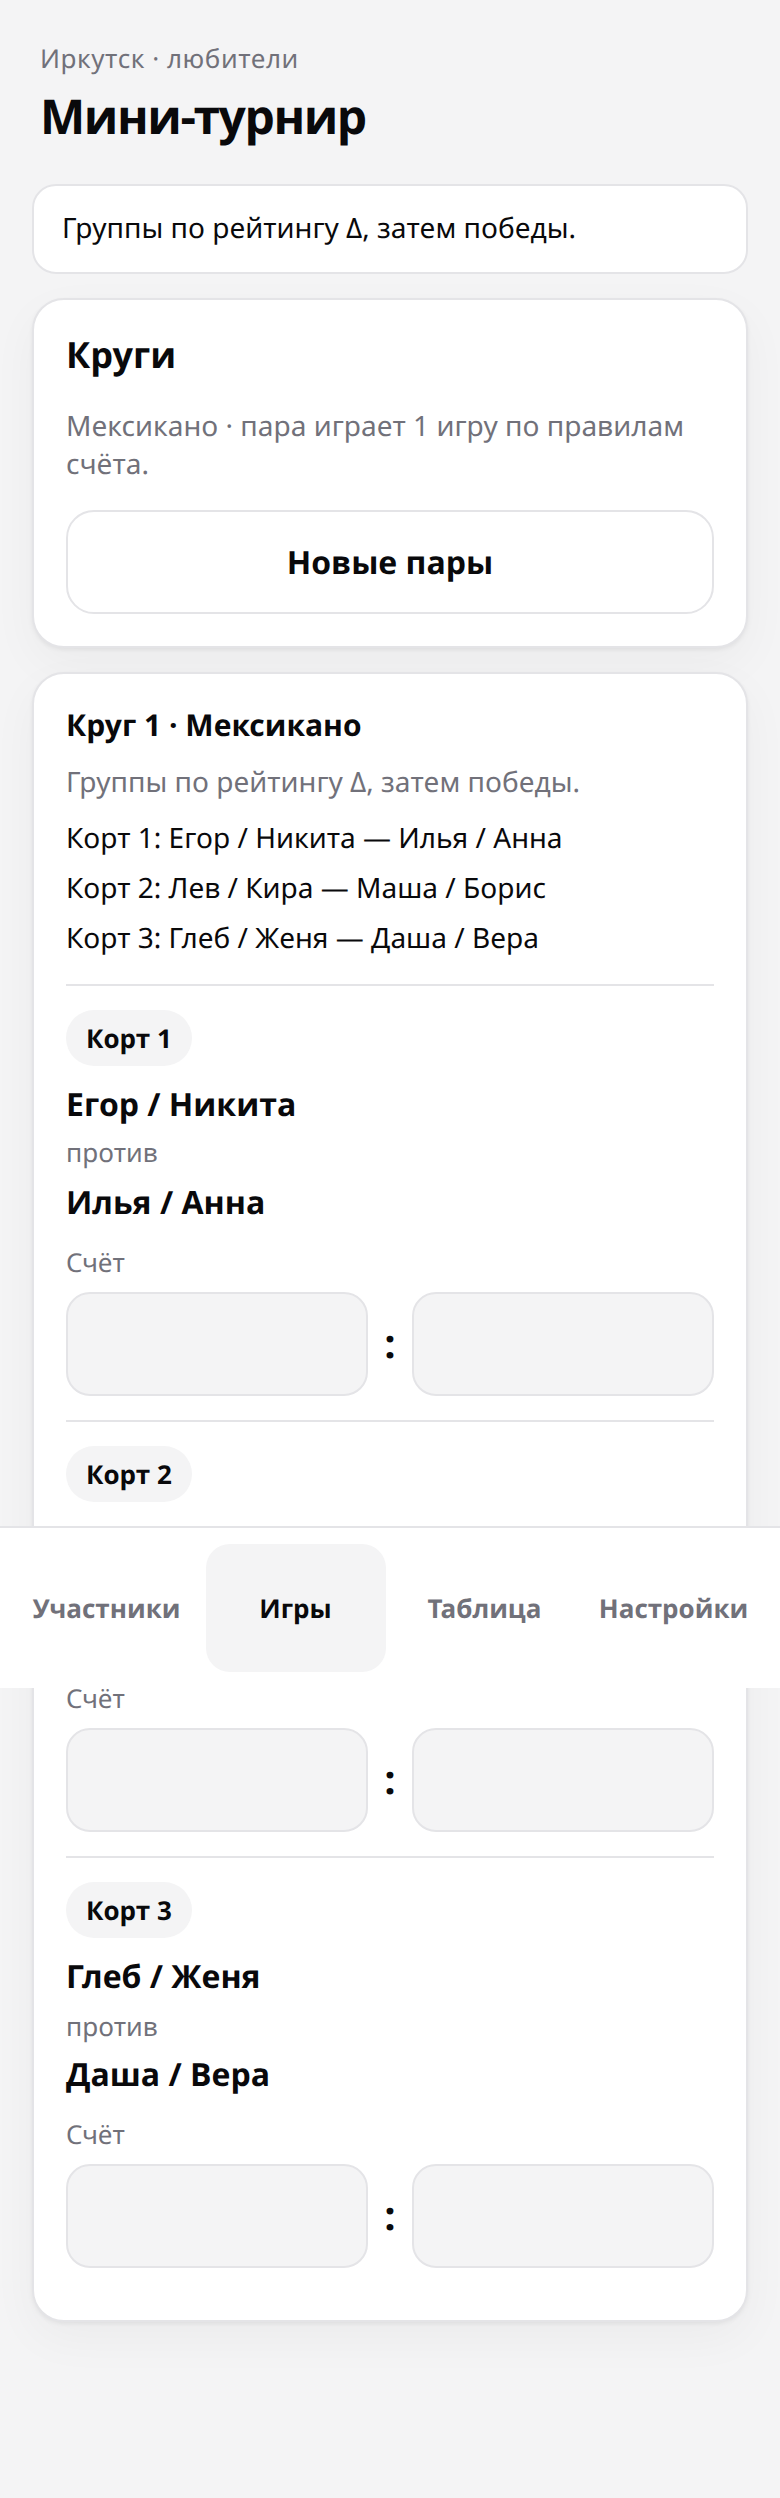 Иркутск · любители
Мини-турнир
Группы по рейтингу Δ, затем победы.
Круги
Мексикано · пара играет 1 игру по правилам
счёта.
Новые пары
Круг 1 · Мексикано
Группы по рейтингу Δ, затем победы.
Корт 1: Егор / Никита — Илья / Анна
Корт 2: Лев / Кира — Маша / Борис
Корт 3: Глеб / Женя — Даша / Вера
Корт 1
Егор / Никита
против
Илья / Анна
Счёт
:
Корт 2
Участники Игры Таблица Настройки
Счёт
:
Корт 3
Глеб / Женя
против
Даша / Вера
Счёт
: